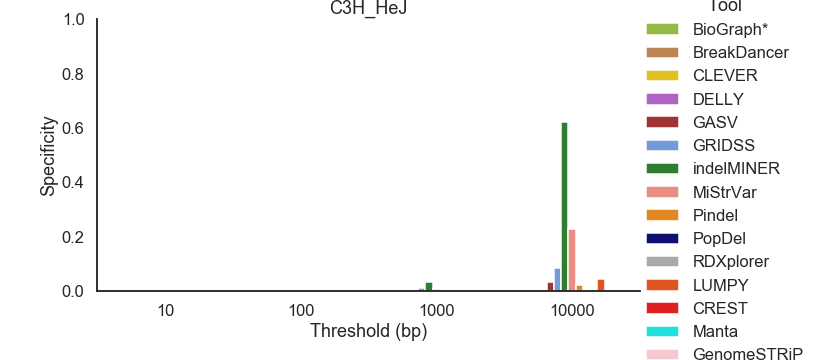 C3H_HeJ
Tool
1.0
0.8
0.6
0.4
0.2
0.0
Specificity
10
100
1000
10000
Threshold (bp)
BioGraph*
BreakDancer
CLEVER
DELLY
GASV
GRIDSS
indelMINER
MiStrVar
Pindel
PopDel
RDXplorer
LUMPY
CREST
Manta
GenomeSTRiP